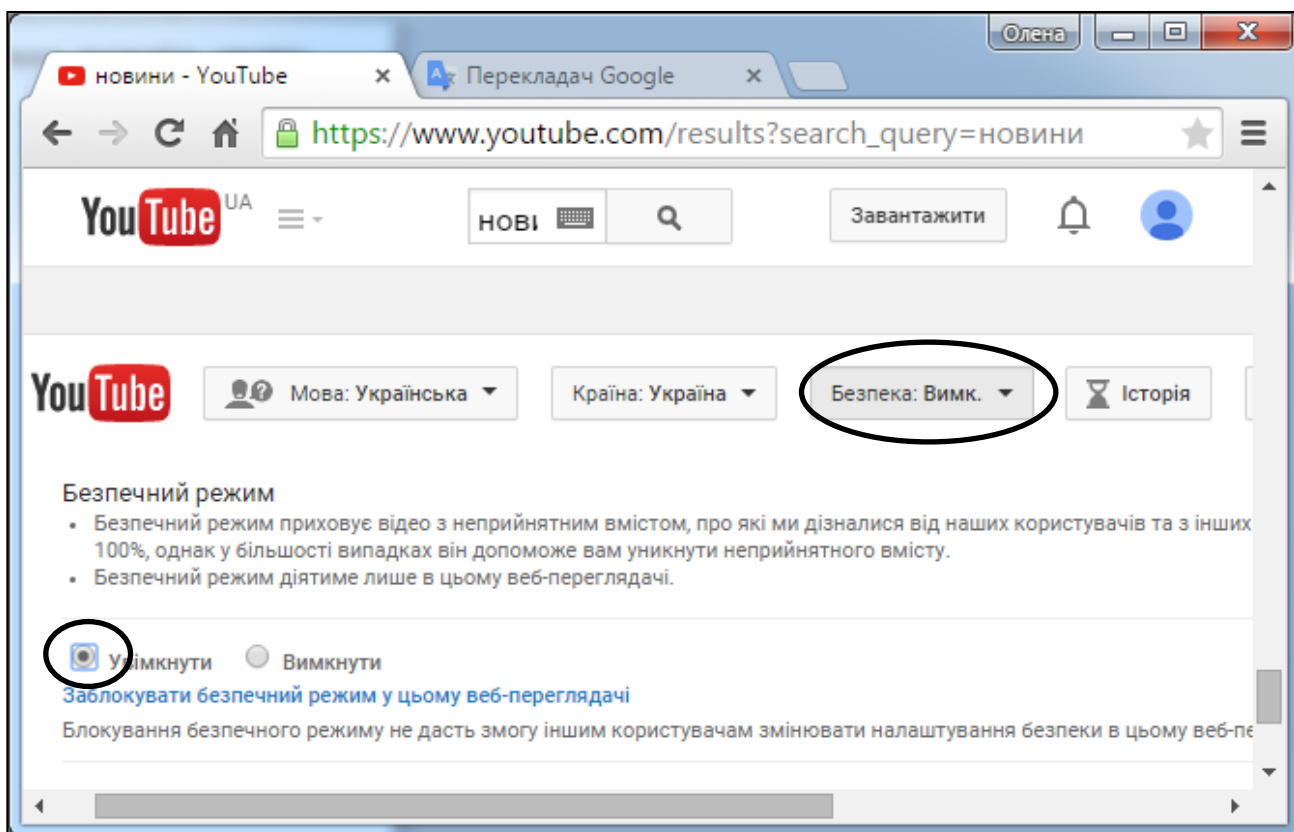 Олена
новини - YouTube
Перекладач Google
https://www.youtube.com/results?search_query=новини
YouTube UA
нови
Завантажити
YouTube
Мова: Українська
Країна: Україна
Безпека: Вимк.
Історія
Безпечний режим
Безпечний режим приховує відео з неприйнятним вмістом, про які ми дізналися від наших користувачів та з інших
100%, однак у більшості випадках він допоможе вам уникнути неприйнятного вмісту.
Безпечний режим діятиме лише в цьому веб-переглядачі.
Увімкнути
Вимкнути
Заблокувати безпечний режим у цьому веб-переглядачі
Блокування безпечного режиму не дасть змогу іншим користувачам змінювати налаштування безпеки в цьому веб-пе